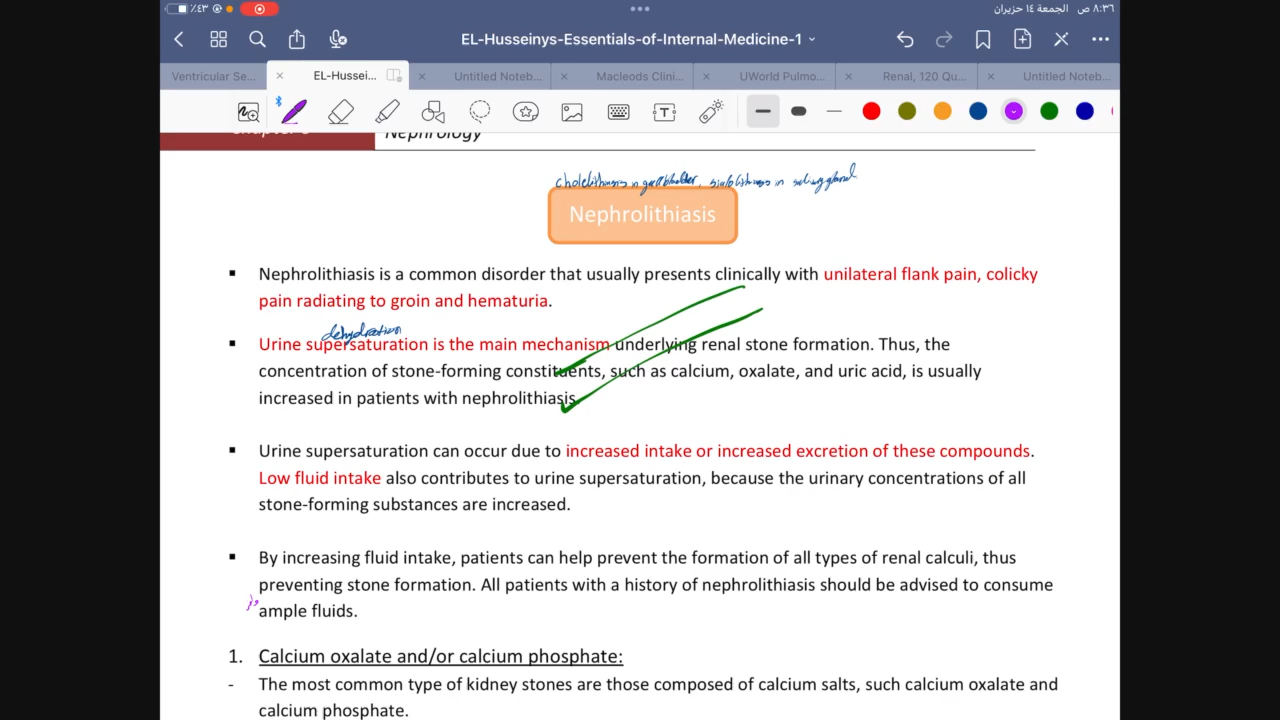 ٪٤٣ الجمعة ١٤ حزيران ٨:٣٦ ص
EL-Husseinys-Essentials-of-Internal-Medicine-1
Ventricular Se... EL-Hussei... Untitled Noteb... Macleods Clini... UWorld Pulmo... Renal, 120 Qu... Untitled Noteb...
Nephrology
cholelithiasis in gallbladder, sialolithiasis in salivary gland
Nephrolithiasis
▪ Nephrolithiasis is a common disorder that usually presents clinically with unilateral flank pain, colicky
pain radiating to groin and hematuria.
dehydration
▪ Urine supersaturation is the main mechanism underlying renal stone formation. Thus, the
concentration of stone-forming constituents, such as calcium, oxalate, and uric acid, is usually
increased in patients with nephrolithiasis.
▪ Urine supersaturation can occur due to increased intake or increased excretion of these compounds.
Low fluid intake also contributes to urine supersaturation, because the urinary concentrations of all
stone-forming substances are increased.
▪ By increasing fluid intake, patients can help prevent the formation of all types of renal calculi, thus
preventing stone formation. All patients with a history of nephrolithiasis should be advised to consume
ample fluids.
1. Calcium oxalate and/or calcium phosphate:
- The most common type of kidney stones are those composed of calcium salts, such calcium oxalate and
calcium phosphate.